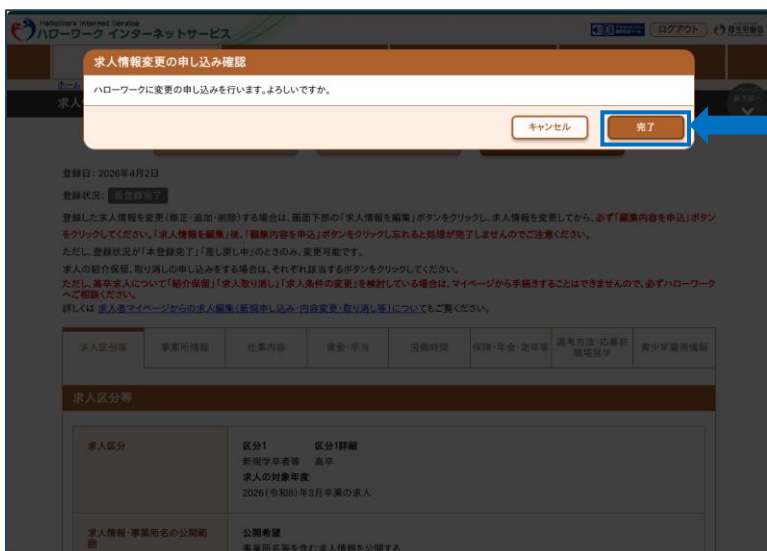 HelloWork Internet Service
ハローワーク インターネットサービス
ログアウト
厚生労働省
ホーム
求人
求人情報変更の申し込み確認
ハローワークに変更の申し込みを行います。よろしいですか。
キャンセル
完了
登録日：2026年4月2日
登録状況：仮登録完了
登録した求人情報を変更（修正・追加・削除）する場合は、画面下部の「求人情報を編集」ボタンをクリックし、求人情報を変更してから、必ず「編集内容を申込」ボタン
をクリックしてください。「求人情報を編集」後、「編集内容を申込」ボタンをクリックし忘れると処理が完了しませんのでご注意ください。
ただし、登録状況が「本登録完了」「差し戻し中」のときのみ、変更可能です。
求人の紹介保留、取り消しの申し込みをする場合は、それぞれ該当するボタンをクリックしてください。
ただし、高卒求人について「紹介保留」「求人取り消し」「求人条件の変更」を検討している場合は、マイページから手続きすることはできませんので、必ずハローワーク
へご相談ください。
詳しくは 求人者マイページからの求人編集（新規申し込み・内容変更・取り消し等）についてもご覧ください。
求人区分等
事業所情報
仕事内容
賃金・手当
労働時間
保険・年金・定年等
選考方法・応募前
職場見学
青少年雇用情報
求人区分等
求人区分
区分1 区分1詳細
新規学卒者等 高卒
求人の対象年度
2026（令和8）年3月卒業の求人
求人情報・事業所名の公開範
囲
公開希望
事業所名等を含む求人情報を公開する